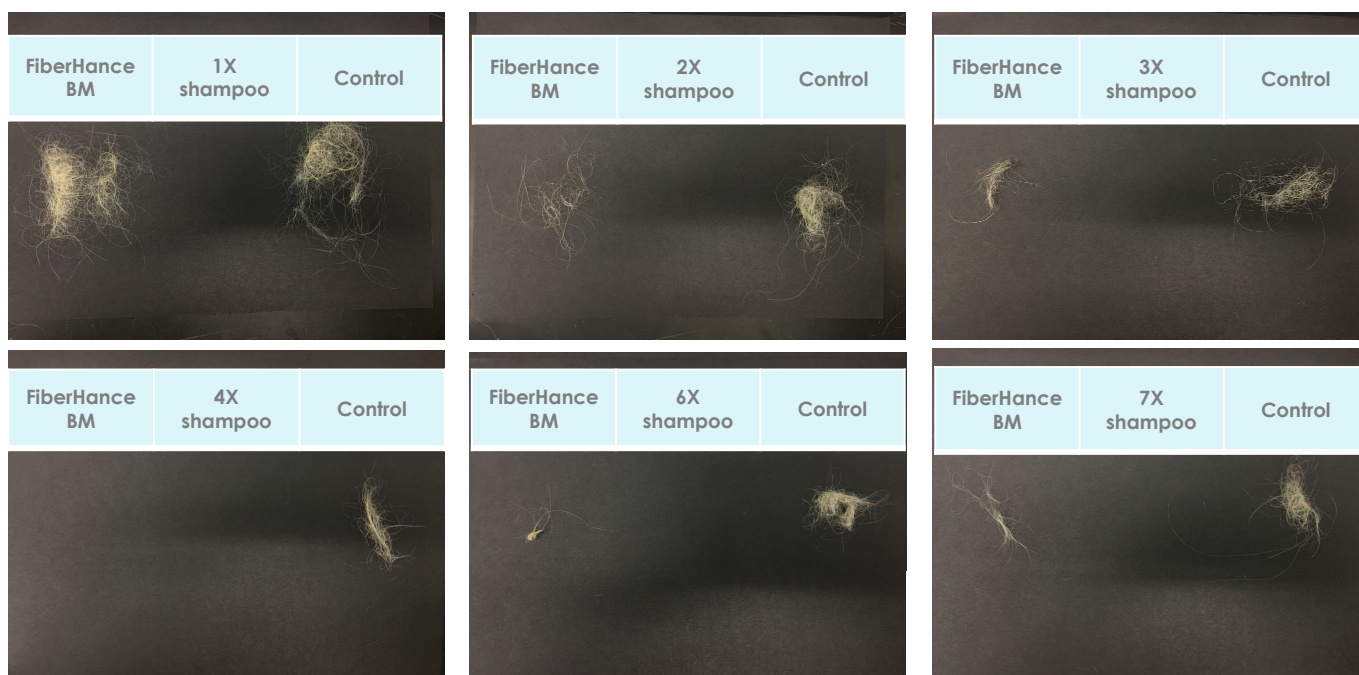 FiberHance
BM
1X
shampoo
Control
FiberHance
BM
2X
shampoo
Control
FiberHance
BM
3X
shampoo
Control
FiberHance
BM
4X
shampoo
Control
FiberHance
BM
6X
shampoo
Control
FiberHance
BM
7X
shampoo
Control